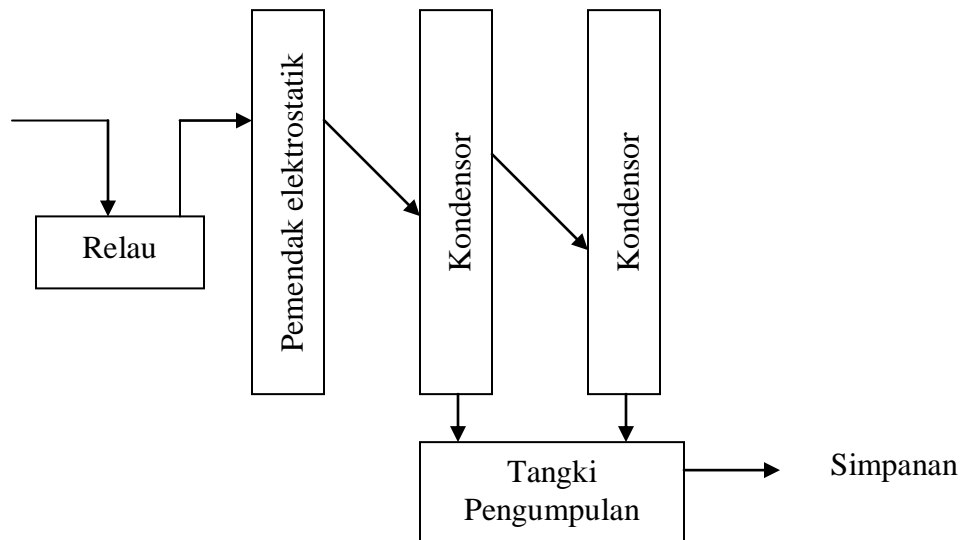 Relau
Pemendak elektrostatik
Kondensor
Kondensor
Tangki
Pengumpulan
Simpanan